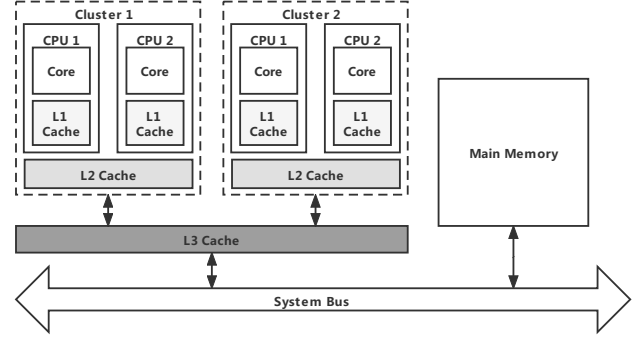 Cluster 1
Cluster 2
CPU 1
CPU 2
CPU 1
CPU 2
Core
Core
Core
Core
L1
Cache
L1
Cache
L1
Cache
L1
Cache
L2 Cache
L2 Cache
Main Memory
L3 Cache
System Bus